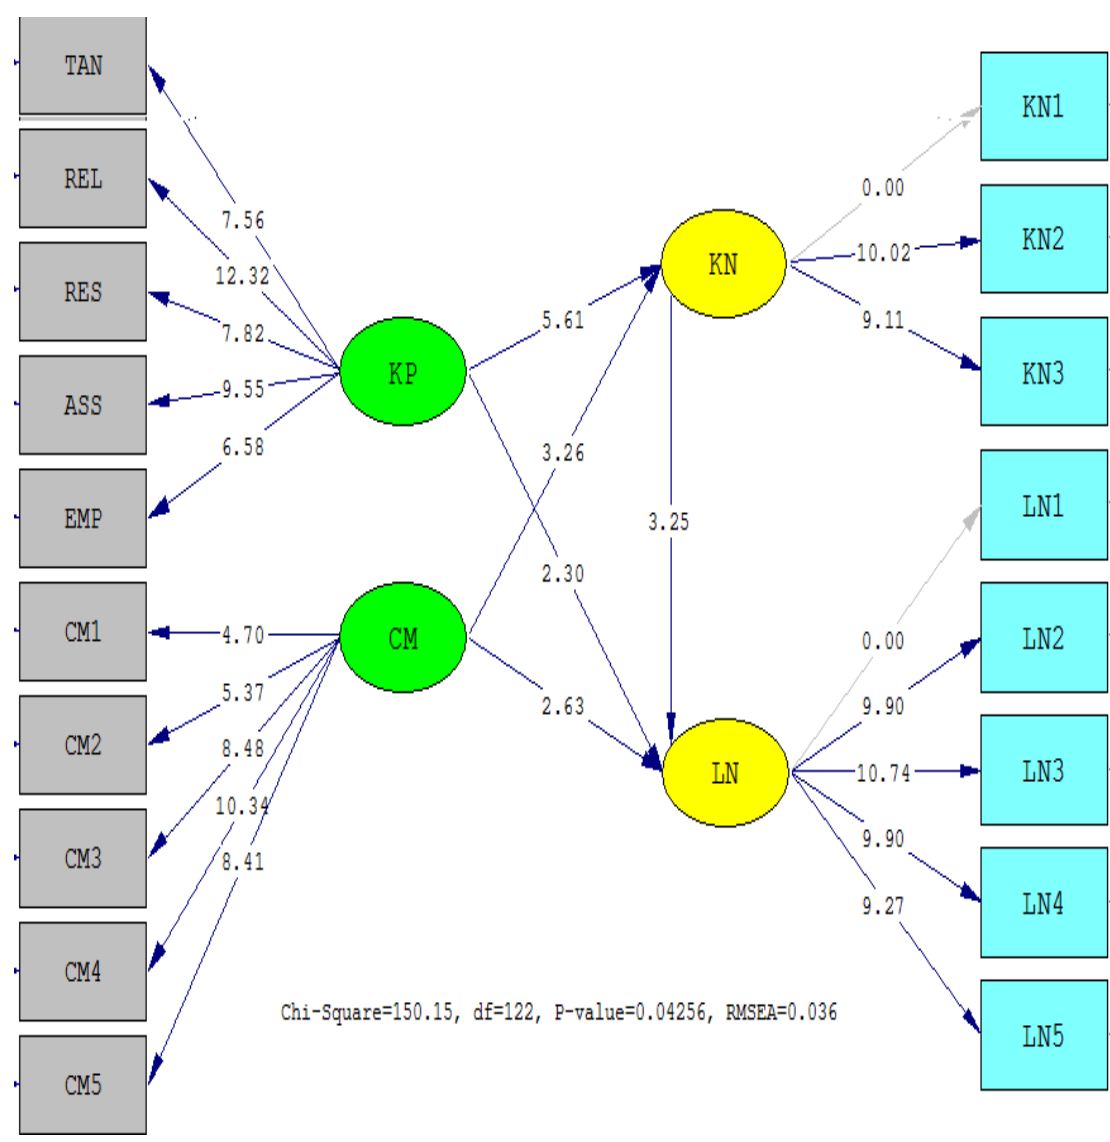 TAN
REL
RES
ASS
EMP
CM1
CM2
CM3
CM4
CM5
7.56
12.32
7.82
9.55
6.58
4.70
5.37
8.48
10.34
8.41
KP
CM
5.61
3.26
2.30
2.63
3.25
KN
LN
0.00
10.02
9.11
0.00
9.90
10.74
9.90
9.27
KN1
KN2
KN3
LN1
LN2
LN3
LN4
LN5
Chi-Square=150.15, df=122, P-value=0.04256, RMSEA=0.036